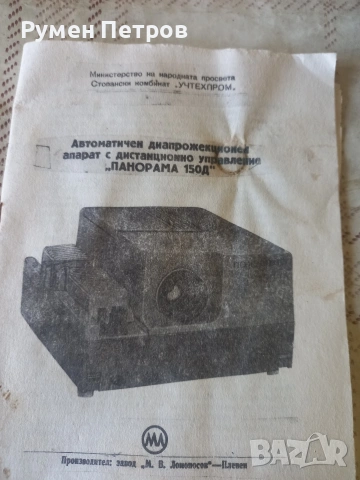 Румен Петров
Министерство на народната просвета
Стопански комбинат „УЧТЕХПРОМ"
Автоматичен диапрожекционен
апарат с дистанционно управление
„ПАНОРАМА 150Д"
Производител: завод „М. В. Ломоносов"—Плевен
BAZAR